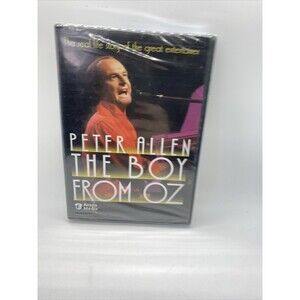 The real life story of the great entertainer
PETER ALLEN
THE BOY
FROM OZ